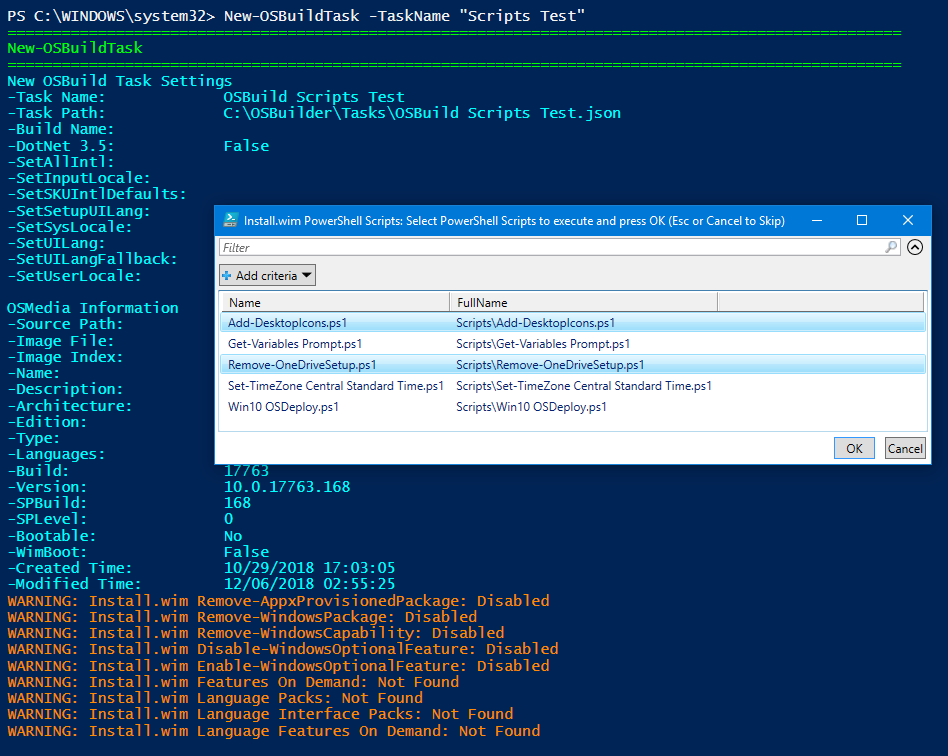 PS C:\WINDOWS\system32> New-OSBuildTask -TaskName "Scripts Test"
===================================================================================================
New-OSBuildTask
===================================================================================================
New OSBuild Task Settings
-Task Name: OSBuild Scripts Test
-Task Path: C:\OSBuilder\Tasks\OSBuild Scripts Test.json
-Build Name:
-DotNet 3.5: False
-SetAllIntl:
-SetInputLocale:
-SetSKUIntlDefaults:
-SetSetupUILang:
-SetSysLocale:
-SetUILang:
-SetUILangFallback:
-SetUserLocale:
OSMedia Information
-Source Path:
-Image File:
-Image Index:
-Name:
-Description:
-Architecture:
-Edition:
-Type:
-Languages:
-Build: 17763
-Version: 10.0.17763.168
-SPBuild: 168
-SPLevel: 0
-Bootable: No
-WimBoot: False
-Created Time: 10/29/2018 17:03:05
-Modified Time: 12/06/2018 02:55:25
WARNING: Install.wim Remove-AppxProvisionedPackage: Disabled
WARNING: Install.wim Remove-WindowsPackage: Disabled
WARNING: Install.wim Remove-WindowsCapability: Disabled
WARNING: Install.wim Disable-WindowsOptionalFeature: Disabled
WARNING: Install.wim Enable-WindowsOptionalFeature: Disabled
WARNING: Install.wim Features On Demand: Not Found
WARNING: Install.wim Language Packs: Not Found
WARNING: Install.wim Language Interface Packs: Not Found
WARNING: Install.wim Language Features On Demand: Not Found
Install.wim PowerShell Scripts: Select PowerShell Scripts to execute and press OK (Esc or Cancel to Skip)
Filter
Add criteria
Name FullName
Add-DesktopIcons.ps1 Scripts\Add-DesktopIcons.ps1
Get-Variables Prompt.ps1 Scripts\Get-Variables Prompt.ps1
Remove-OneDriveSetup.ps1 Scripts\Remove-OneDriveSetup.ps1
Set-TimeZone Central Standard Time.ps1 Scripts\Set-TimeZone Central Standard Time.ps1
Win10 OSDeploy.ps1 Scripts\Win10 OSDeploy.ps1
OK Cancel